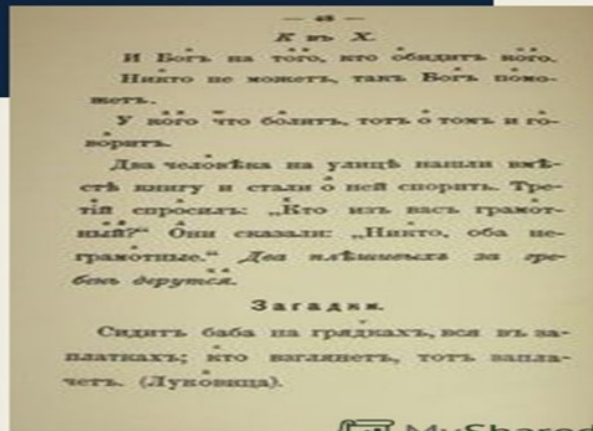 — 48 —
К въ Х.
И Богъ на того, кто обидитъ кого.
Никто не можетъ, такъ Богъ помо-
жетъ.
У кого что болитъ, тотъ о томъ и го-
воритъ.
Два человѣка на улицѣ нашли вмѣ-
стѣ книгу и стали о ней спорить. Тре-
тій спросилъ: „Кто изъ васъ грамот-
ный?“ Они сказали: „Никто, оба не-
грамотные.“ Два плѣшивыхъ за гре-
бень дерутся.
Загадки.
Сидитъ баба на грядкахъ, вся въ за-
платкахъ; кто взглянетъ, тотъ запла-
четъ. (Луковица).
MyShared